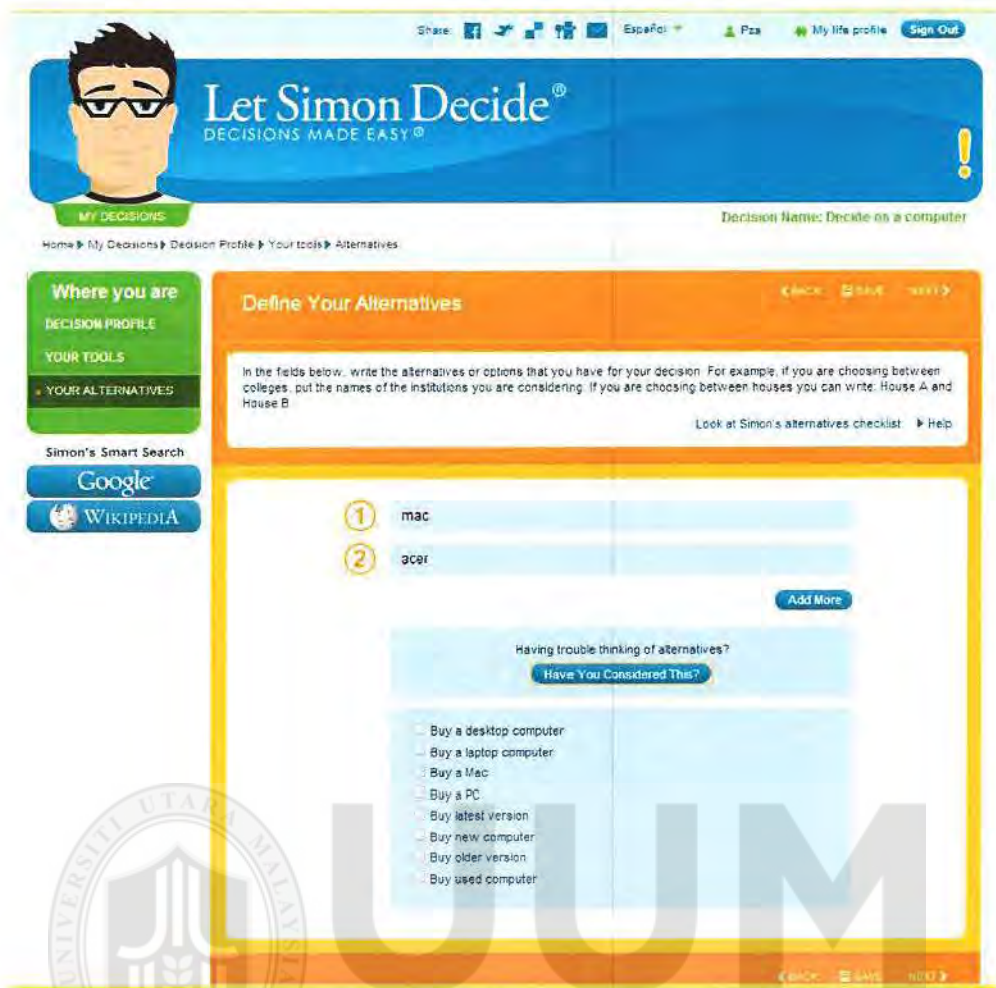 Share:
Español
Pza
My life profile
Sign Out
Let Simon Decide®
DECISIONS MADE EASY®
MY DECISIONS
Decision Name: Decide on a computer
Home My Decisions Decision Profile Your tools Alternatives
Where you are
DECISION PROFILE
YOUR TOOLS
YOUR ALTERNATIVES
Simon's Smart Search
Google
WIKIPEDIA
Define Your Alternatives
BACK SAVE NEXT
In the fields below, write the alternatives or options that you have for your decision. For example, if you are choosing between
colleges, put the names of the institutions you are considering. If you are choosing between houses you can write: House A and
House B
Look at Simon's alternatives checklist Help
1 mac
2 acer
Add More
Having trouble thinking of alternatives?
Have You Considered This?
Buy a desktop computer
Buy a laptop computer
Buy a Mac
Buy a PC
Buy latest version
Buy new computer
Buy older version
Buy used computer
BACK SAVE NEXT
UNIVERSITI UTARA MALAYSIA
UUM